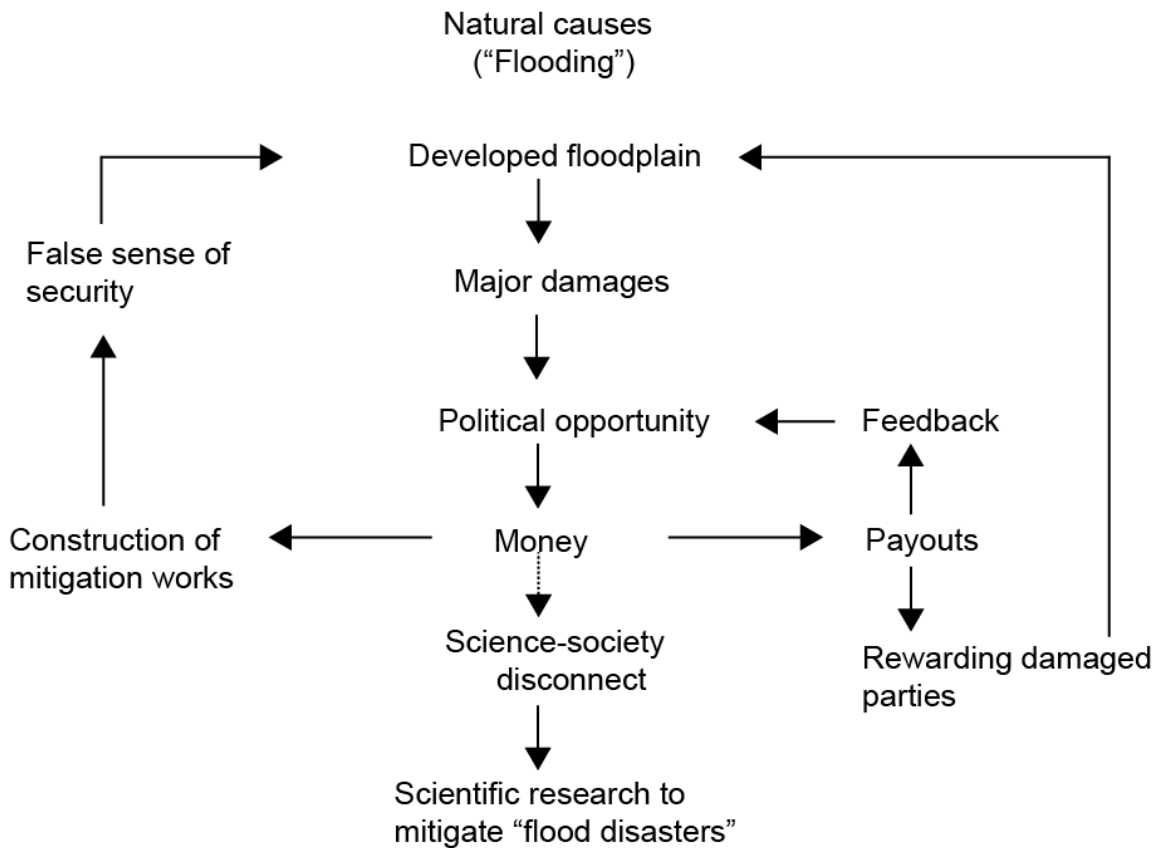 Natural causes
(“Flooding”)
Developed floodplain
False sense of
security
Major damages
Political opportunity
Feedback
Construction of
mitigation works
Money
Payouts
Science-society
disconnect
Rewarding damaged
parties
Scientific research to
mitigate “flood disasters”